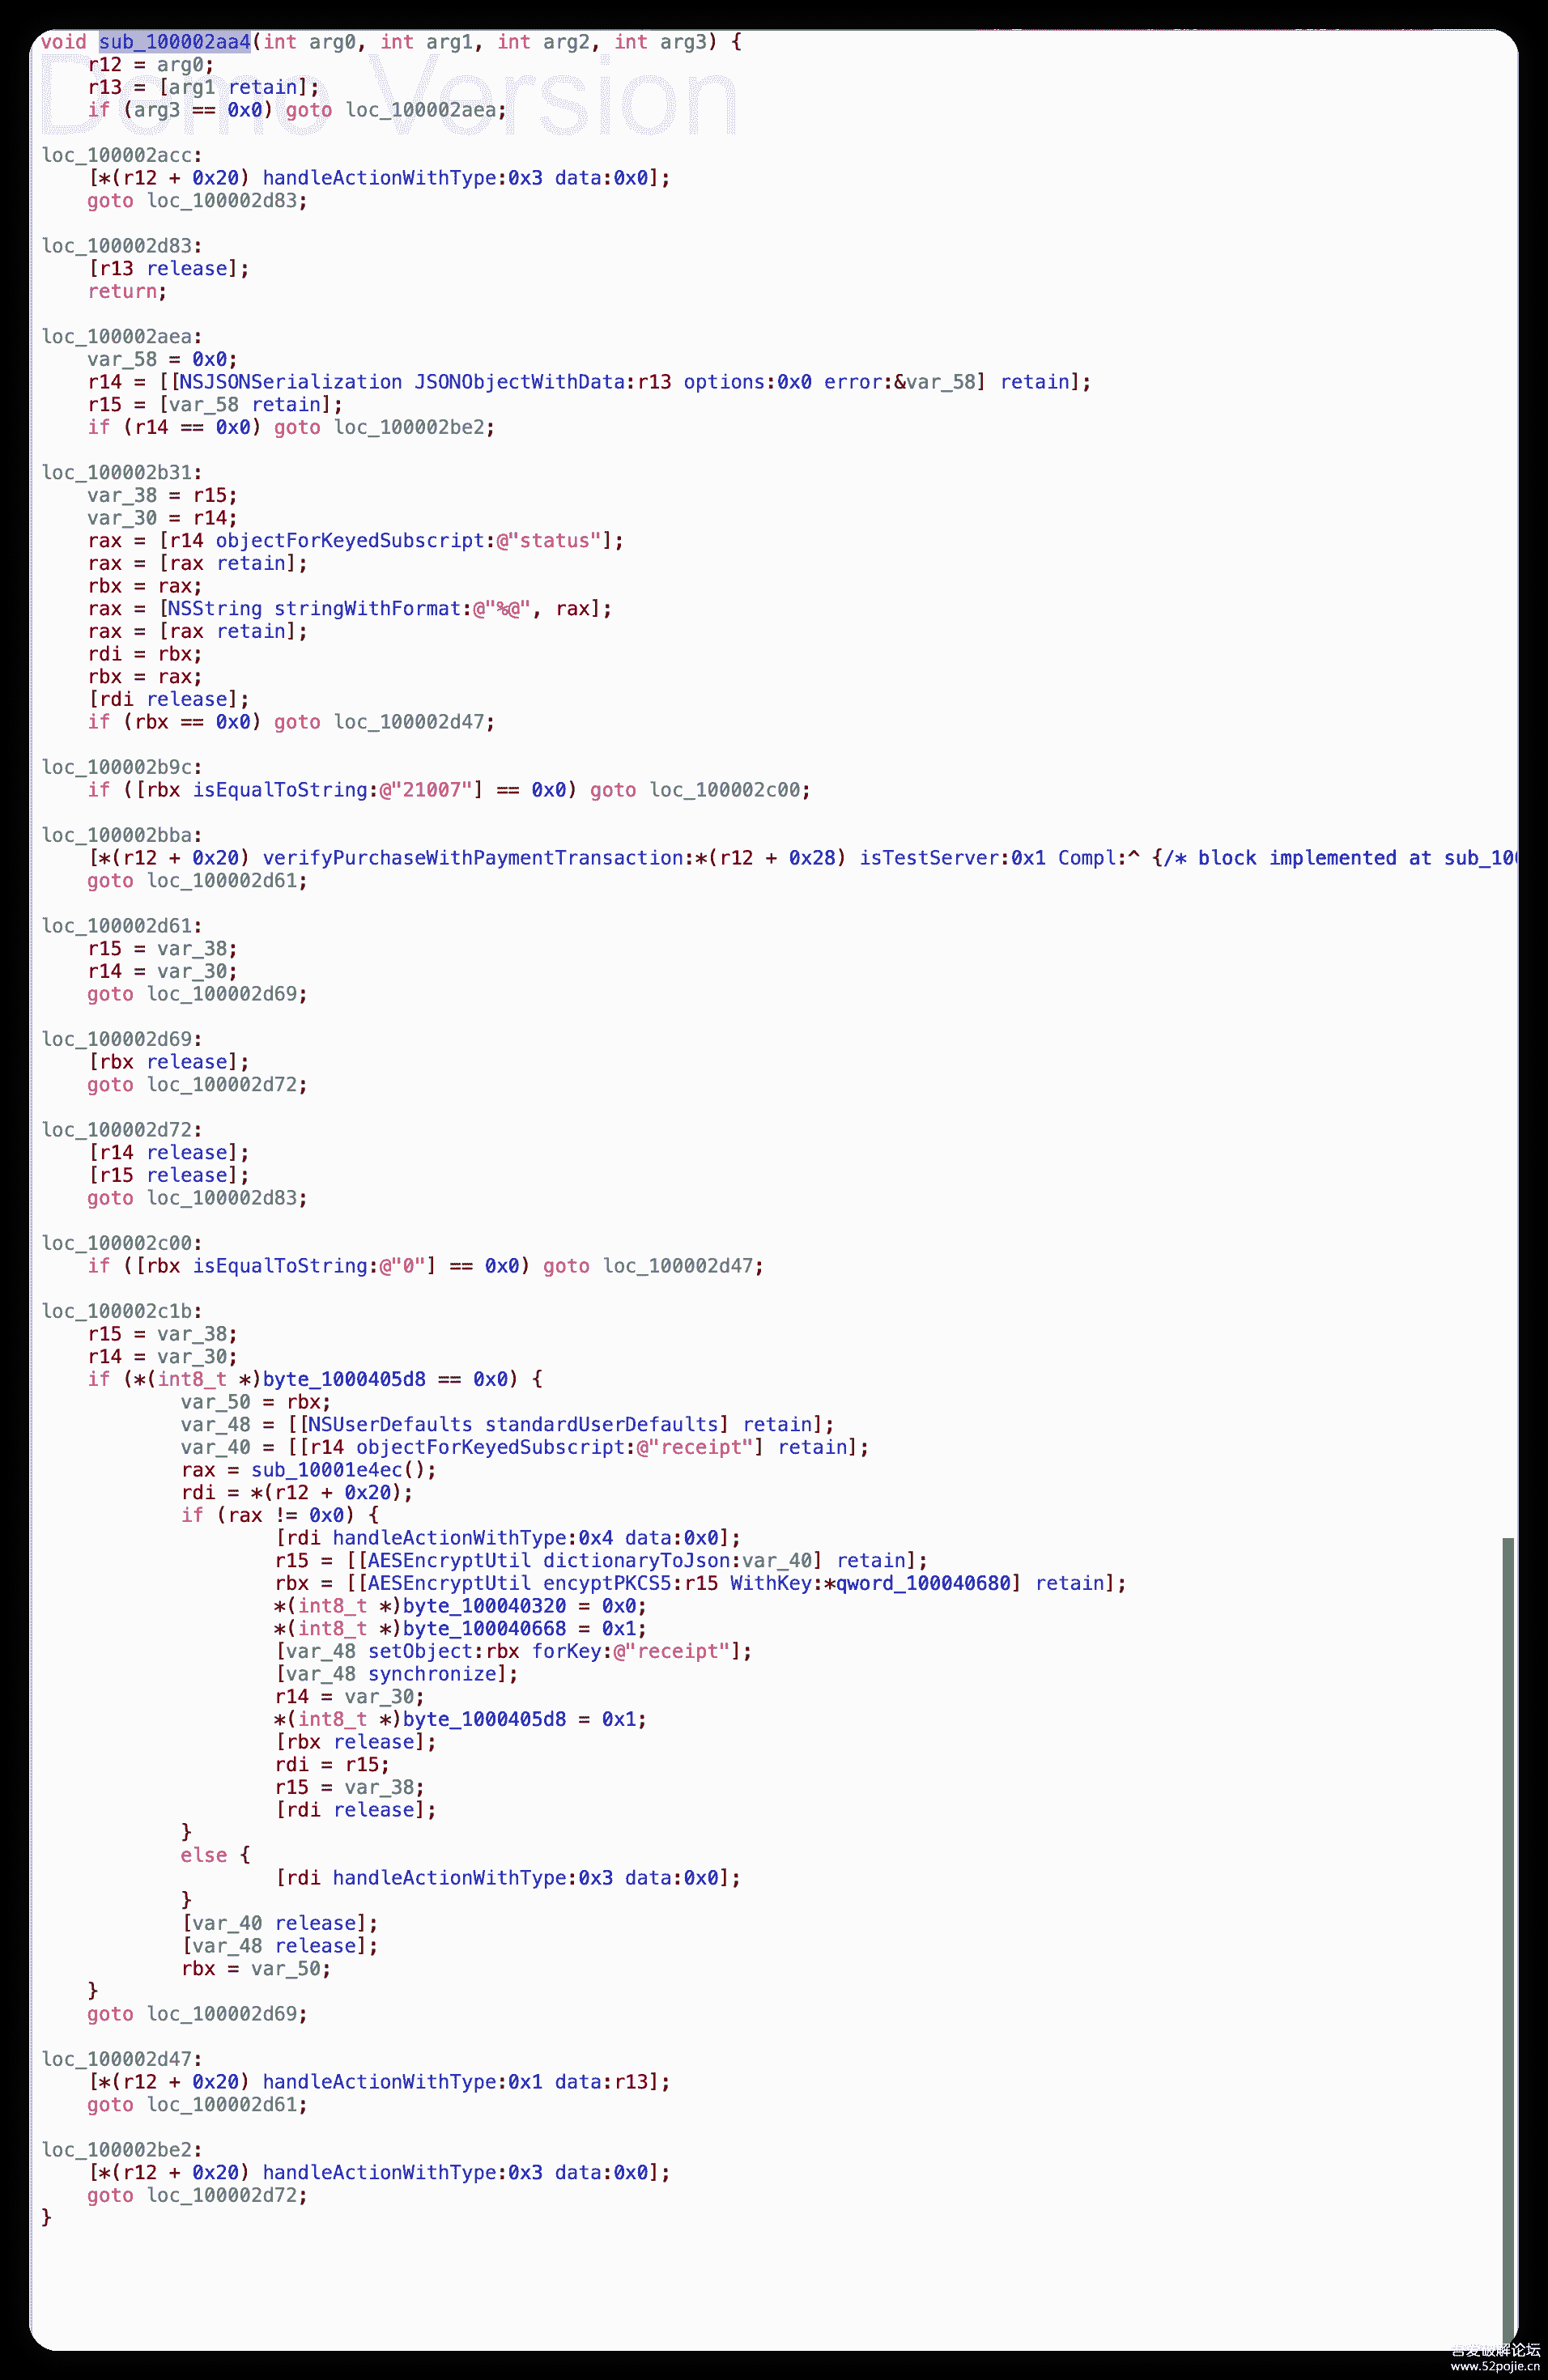 void sub_100002aa4(int arg0, int arg1, int arg2, int arg3) {
Demo Version
    r12 = arg0;
    r13 = [arg1 retain];
    if (arg3 == 0x0) goto loc_100002aea;

loc_100002acc:
    [*(r12 + 0x20) handleActionWithType:0x3 data:0x0];
    goto loc_100002d83;

loc_100002d83:
    [r13 release];
    return;

loc_100002aea:
    var_58 = 0x0;
    r14 = [[NSJSONSerialization JSONObjectWithData:r13 options:0x0 error:&var_58] retain];
    r15 = [var_58 retain];
    if (r14 == 0x0) goto loc_100002be2;

loc_100002b31:
    var_38 = r15;
    var_30 = r14;
    rax = [r14 objectForKeyedSubscript:@"status"];
    rax = [rax retain];
    rbx = rax;
    rax = [NSString stringWithFormat:@"%@", rax];
    rax = [rax retain];
    rdi = rbx;
    rbx = rax;
    [rdi release];
    if (rbx == 0x0) goto loc_100002d47;

loc_100002b9c:
    if ([rbx isEqualToString:@"21007"] == 0x0) goto loc_100002c00;

loc_100002bba:
    [*(r12 + 0x20) verifyPurchaseWithPaymentTransaction:*(r12 + 0x28) isTestServer:0x1 Compl:^ {/* block implemented at sub_10
    goto loc_100002d61;

loc_100002d61:
    r15 = var_38;
    r14 = var_30;
    goto loc_100002d69;

loc_100002d69:
    [rbx release];
    goto loc_100002d72;

loc_100002d72:
    [r14 release];
    [r15 release];
    goto loc_100002d83;

loc_100002c00:
    if ([rbx isEqualToString:@"0"] == 0x0) goto loc_100002d47;

loc_100002c1b:
    r15 = var_38;
    r14 = var_30;
    if (*(int8_t *)byte_1000405d8 == 0x0) {
            var_50 = rbx;
            var_48 = [[NSUserDefaults standardUserDefaults] retain];
            var_40 = [[r14 objectForKeyedSubscript:@"receipt"] retain];
            rax = sub_10001e4ec();
            rdi = *(r12 + 0x20);
            if (rax != 0x0) {
                    [rdi handleActionWithType:0x4 data:0x0];
                    r15 = [[AESEncryptUtil dictionaryToJson:var_40] retain];
                    rbx = [[AESEncryptUtil encyptPKCS5:r15 WithKey:*qword_100040680] retain];
                    *(int8_t *)byte_100040320 = 0x0;
                    *(int8_t *)byte_100040668 = 0x1;
                    [var_48 setObject:rbx forKey:@"receipt"];
                    [var_48 synchronize];
                    r14 = var_30;
                    *(int8_t *)byte_1000405d8 = 0x1;
                    [rbx release];
                    rdi = r15;
                    r15 = var_38;
                    [rdi release];
            }
            else {
                    [rdi handleActionWithType:0x3 data:0x0];
            }
            [var_40 release];
            [var_48 release];
            rbx = var_50;
    }
    goto loc_100002d69;

loc_100002d47:
    [*(r12 + 0x20) handleActionWithType:0x1 data:r13];
    goto loc_100002d61;

loc_100002be2:
    [*(r12 + 0x20) handleActionWithType:0x3 data:0x0];
    goto loc_100002d72;
}
吾爱破解论坛
www.52pojie.cn